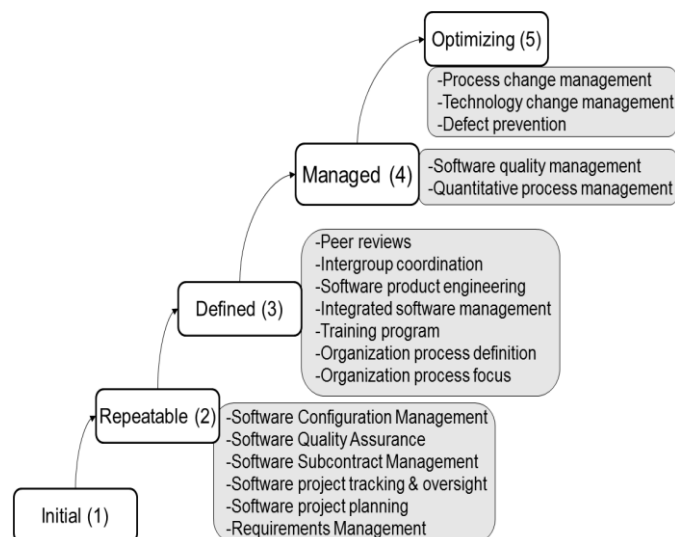 Optimizing (5)
-Process change management
-Technology change management
-Defect prevention
Managed (4)
-Software quality management
-Quantitative process management
-Peer reviews
-Intergroup coordination
-Software product engineering
Defined (3)
-Integrated software management
-Training program
-Organization process definition
-Organization process focus
Repeatable (2)
-Software Configuration Management
-Software Quality Assurance
-Software Subcontract Management
-Software project tracking & oversight
-Software project planning
-Requirements Management
Initial (1)